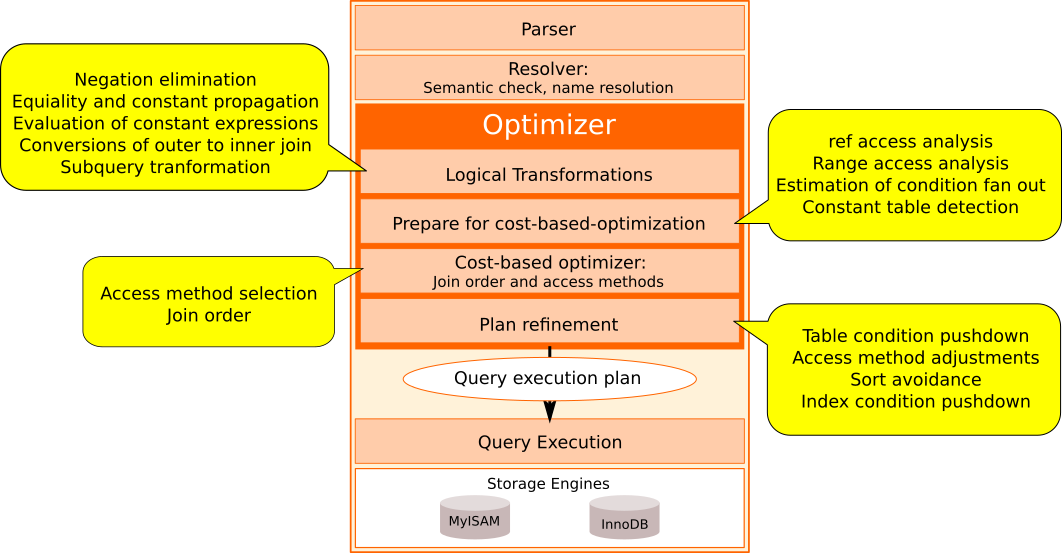 Parser
Resolver:
Semantic check, name resolution
Optimizer
Logical Transformations
Prepare for cost-based-optimization
Cost-based optimizer:
Join order and access methods
Plan refinement
Query execution plan
Query Execution
Storage Engines
MyISAM
InnoDB
Negation elimination
Equiality and constant propagation
Evaluation of constant expressions
Conversions of outer to inner join
Subquery tranformation
ref access analysis
Range access analysis
Estimation of condition fan out
Constant table detection
Access method selection
Join order
Table condition pushdown
Access method adjustments
Sort avoidance
Index condition pushdown